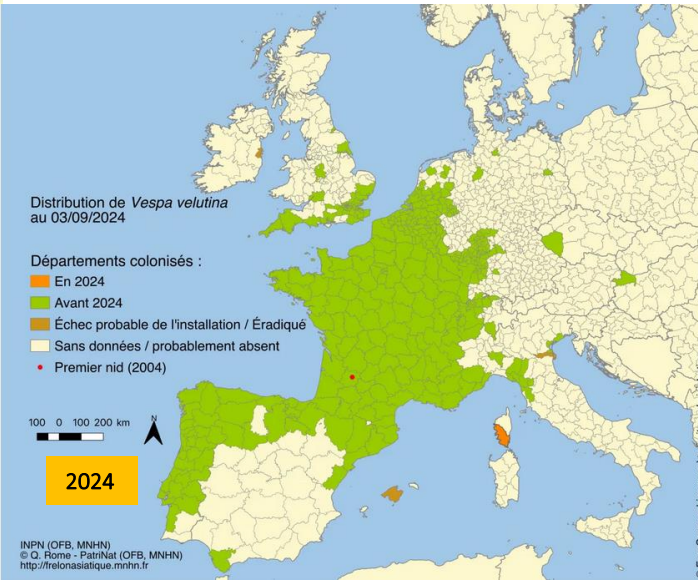 Distribution de Vespa velutina
au 03/09/2024
Départements colonisés :
En 2024
Avant 2024
Échec probable de l'installation / Éradiqué
Sans données / probablement absent
Premier nid (2004)
100 0 100 200 km
N
2024
INPN (OFB, MNHN)
© Q. Rome - PatriNat (OFB, MNHN)
http://frelonasiatique.mnhn.fr